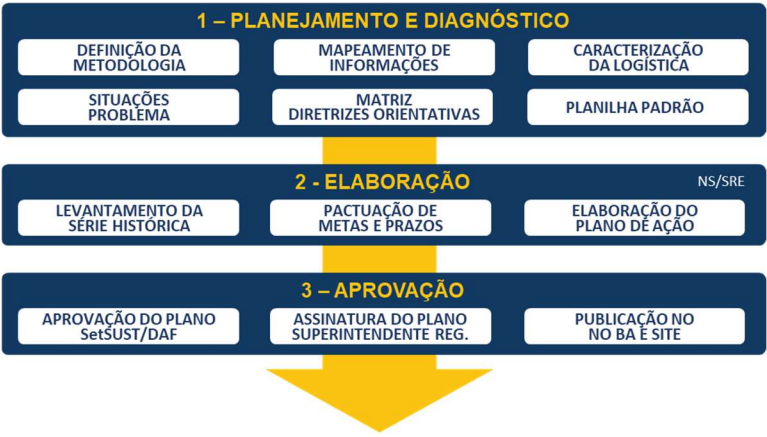 1 – PLANEJAMENTO E DIAGNÓSTICO
DEFINIÇÃO DA
METODOLOGIA
MAPEAMENTO DE
INFORMAÇÕES
CARACTERIZAÇÃO
DA LOGÍSTICA
SITUAÇÕES
PROBLEMA
MATRIZ
DIRETRIZES ORIENTATIVAS
PLANILHA PADRÃO
2 - ELABORAÇÃO
NS/SRE
LEVANTAMENTO DA
SÉRIE HISTÓRICA
PACTUAÇÃO DE
METAS E PRAZOS
ELABORAÇÃO DO
PLANO DE AÇÃO
3 – APROVAÇÃO
APROVAÇÃO DO PLANO
SetSUST/DAF
ASSINATURA DO PLANO
SUPERINTENDENTE REG.
PUBLICAÇÃO NO
NO BA E SITE